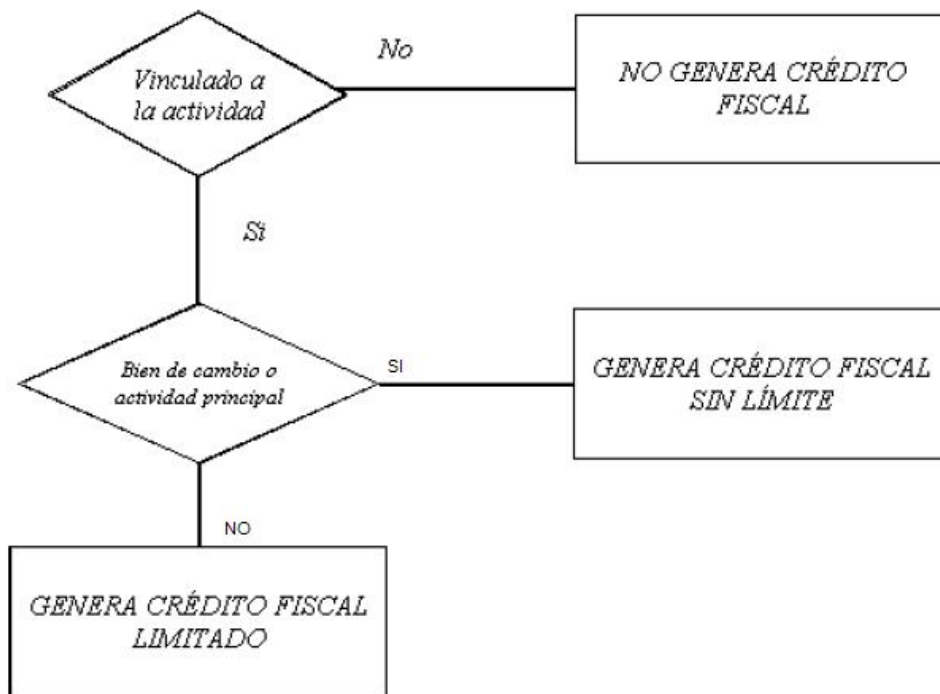 No
Vinculado a
la actividad
NO GENERA CRÉDITO
FISCAL
Si
Bien de cambio o
actividad principal
SI
GENERA CRÉDITO FISCAL
SIN LÍMITE
NO
GENERA CRÉDITO FISCAL
LIMITADO